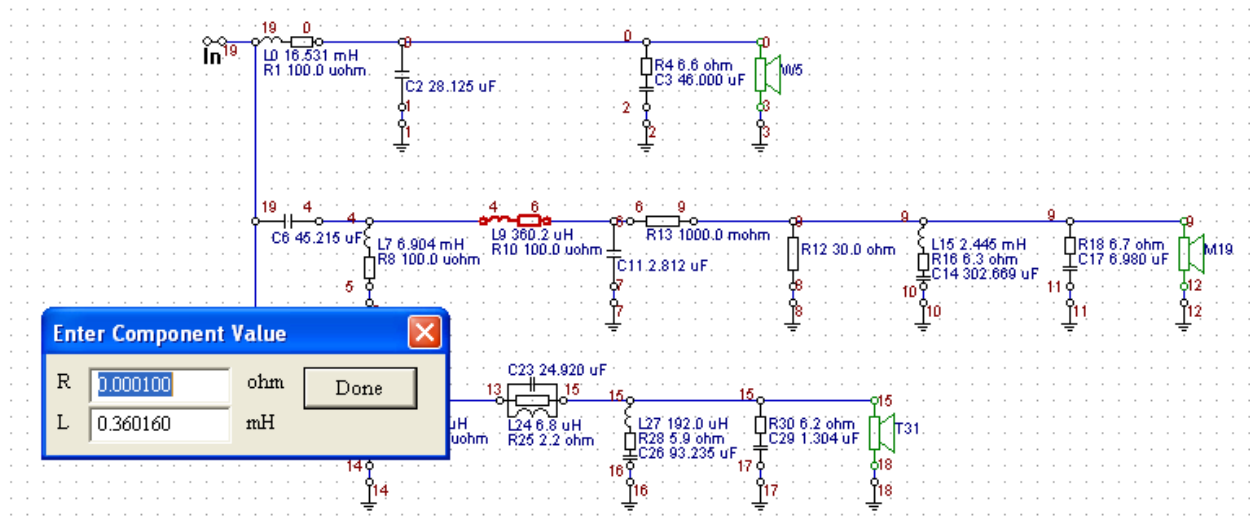 19 0
In 19
L0 16.531 mH
R1 100.0 uohm
0
C2 28.125 uF
1
1
0
R4 6.6 ohm
C3 46.000 uF
2
2
0
W5
3
3
19 4
C6 45.215 uF
4
L7 6.904 mH
R8 100.0 uohm
5
4 6
L9 360.2 uH
R10 100.0 uohm
6
C11 2.812 uF
7
7
6 9
R13 1000.0 mohm
9
R12 30.0 ohm
8
8
9
L15 2.445 mH
R16 6.3 ohm
C14 302.669 uF
10
10
9
R18 6.7 ohm
C17 6.980 uF
11
11
9
M19
12
12
Enter Component Value
R 0.000100 ohm
L 0.360160 mH
Done
uH
uohm
14
14
C23 24.920 uF
13 15
L24 6.8 uH
R25 2.2 ohm
15
L27 192.0 uH
R28 5.9 ohm
C26 93.235 uF
16
16
15
R30 6.2 ohm
C29 1.304 uF
17
17
15
T31
18
18